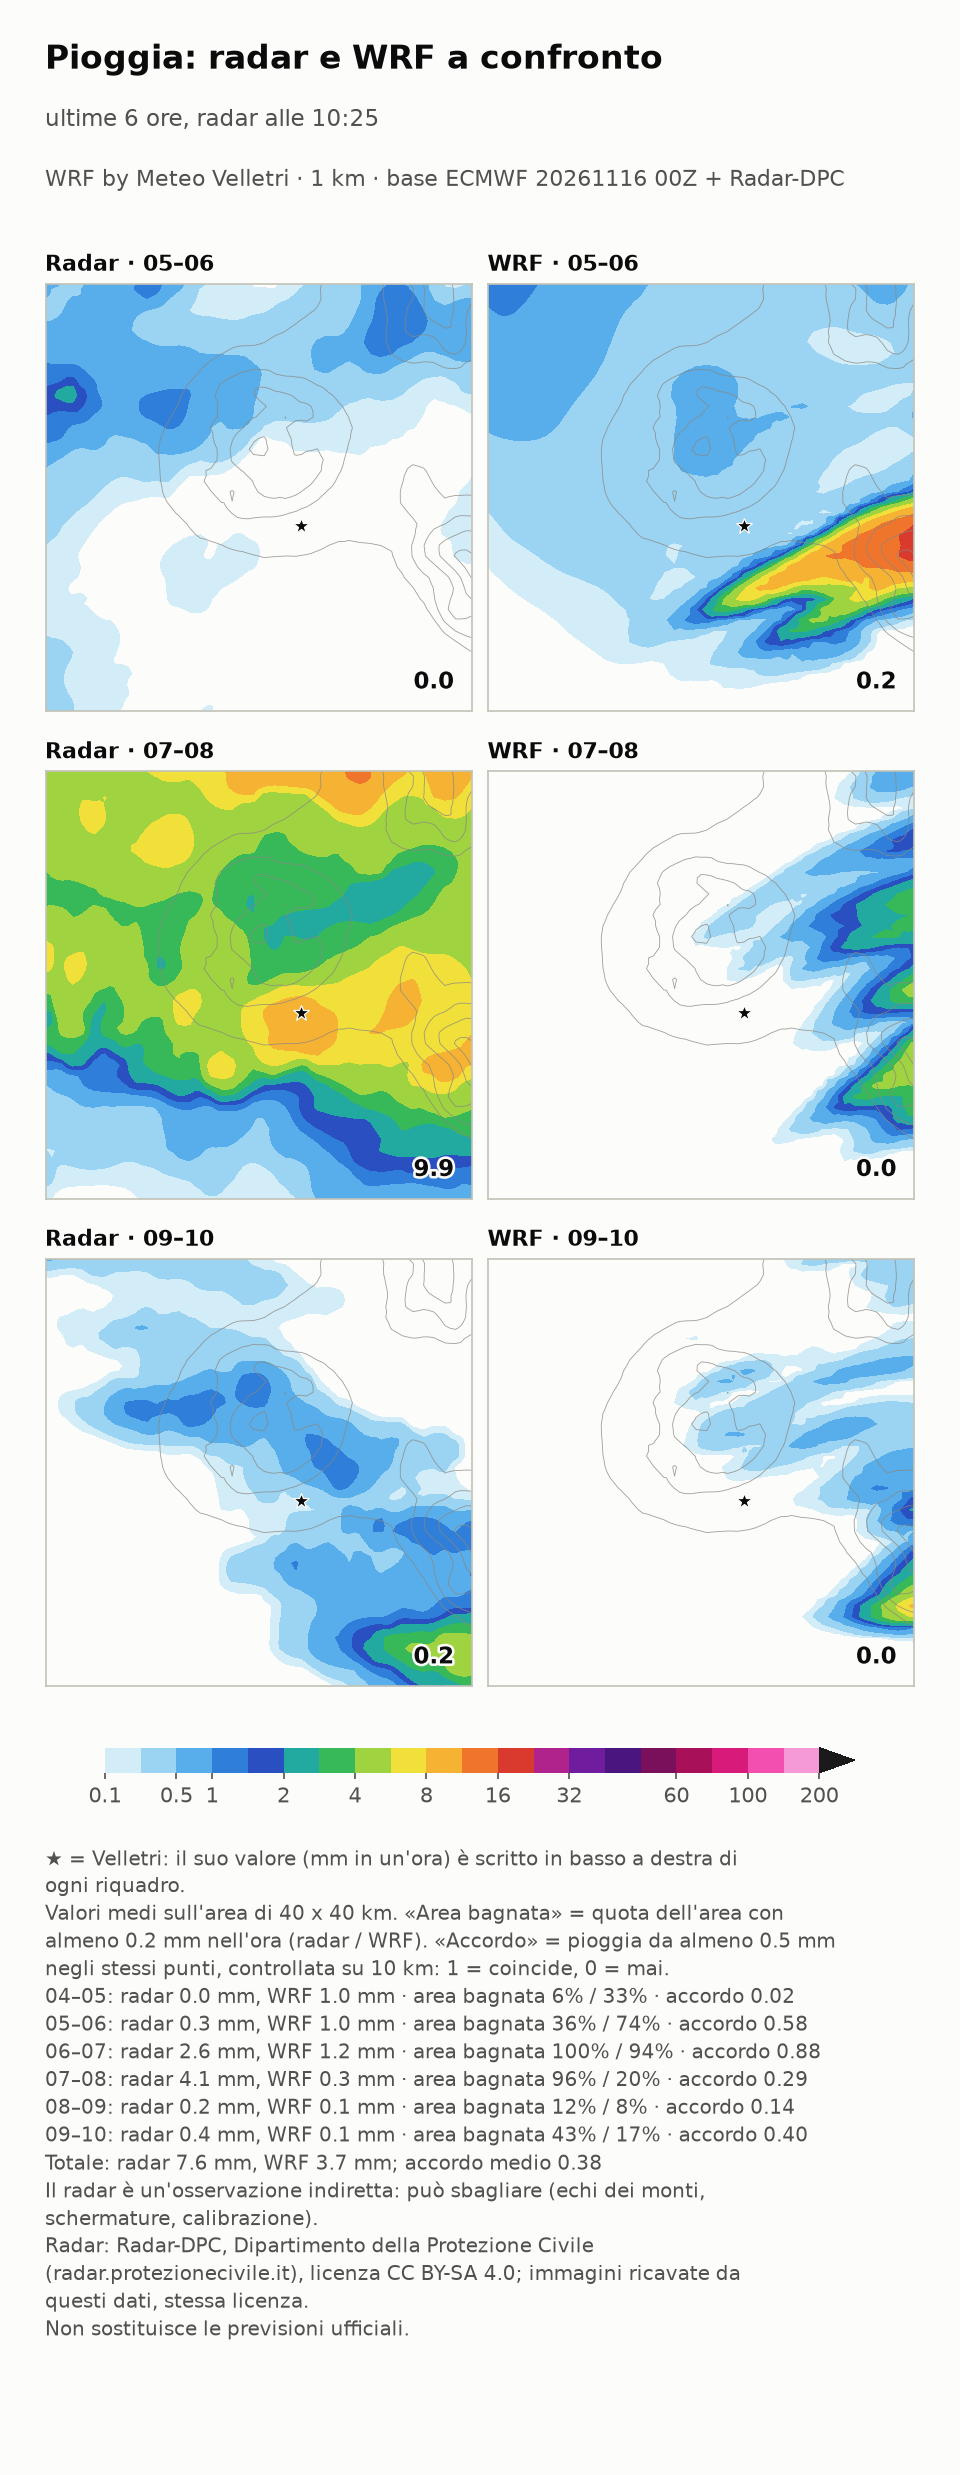 Pioggia: radar e WRF a confronto
ultime 6 ore, radar alle 10:25
WRF by Meteo Velletri · 1 km · base ECMWF 20261116 00Z + Radar-DPC
Radar · 05–06
WRF · 05–06
0.0
0.2
Radar · 07–08
WRF · 07–08
9.9
0.0
Radar · 09–10
WRF · 09–10
0.2
0.0
0.1 0.5 1 2 4 8 16 32 60 100 200
★ = Velletri: il suo valore (mm in un'ora) è scritto in basso a destra di
ogni riquadro.
Valori medi sull'area di 40 x 40 km. «Area bagnata» = quota dell'area con
almeno 0.2 mm nell'ora (radar / WRF). «Accordo» = pioggia da almeno 0.5 mm
negli stessi punti, controllata su 10 km: 1 = coincide, 0 = mai.
04–05: radar 0.0 mm, WRF 1.0 mm · area bagnata 6% / 33% · accordo 0.02
05–06: radar 0.3 mm, WRF 1.0 mm · area bagnata 36% / 74% · accordo 0.58
06–07: radar 2.6 mm, WRF 1.2 mm · area bagnata 100% / 94% · accordo 0.88
07–08: radar 4.1 mm, WRF 0.3 mm · area bagnata 96% / 20% · accordo 0.29
08–09: radar 0.2 mm, WRF 0.1 mm · area bagnata 12% / 8% · accordo 0.14
09–10: radar 0.4 mm, WRF 0.1 mm · area bagnata 43% / 17% · accordo 0.40
Totale: radar 7.6 mm, WRF 3.7 mm; accordo medio 0.38
Il radar è un'osservazione indiretta: può sbagliare (echi dei monti,
schermature, calibrazione).
Radar: Radar-DPC, Dipartimento della Protezione Civile
(radar.protezionecivile.it), licenza CC BY-SA 4.0; immagini ricavate da
questi dati, stessa licenza.
Non sostituisce le previsioni ufficiali.